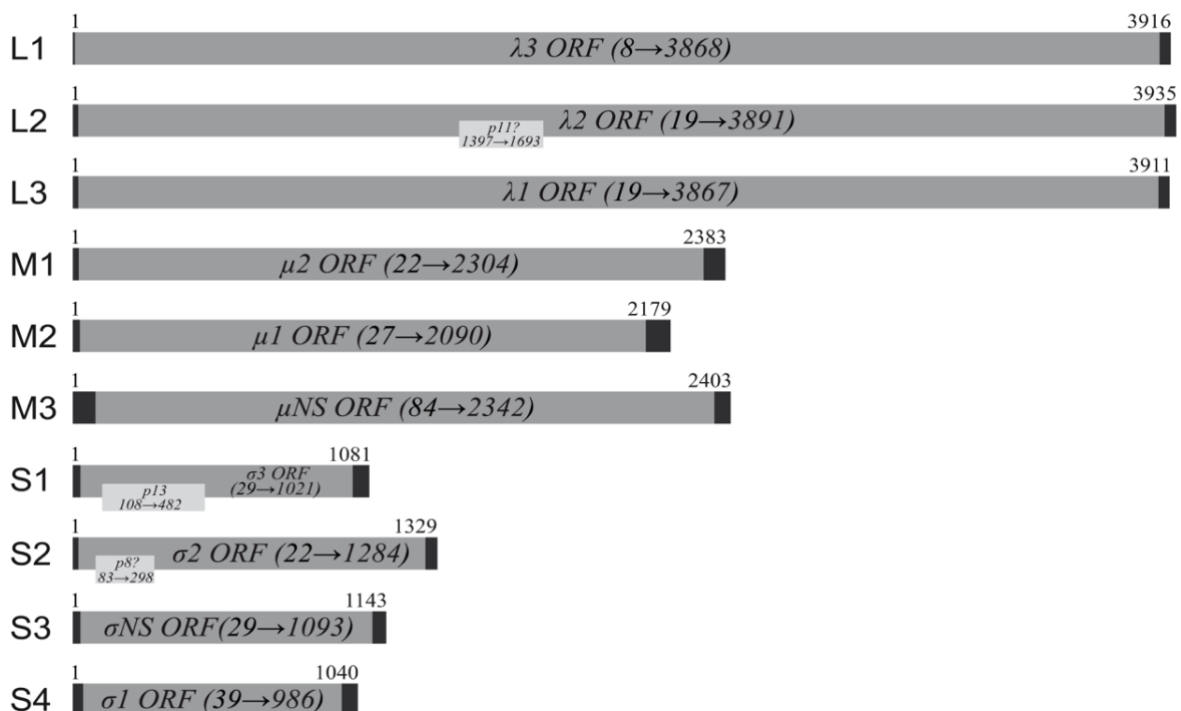 1 3916
L1 λ3 ORF (8→3868)
1 3935
L2 λ2 ORF (19→3891)
p11?
1397→1693
1 3911
L3 λ1 ORF (19→3867)
1 2383
M1 μ2 ORF (22→2304)
1 2179
M2 μ1 ORF (27→2090)
1 2403
M3 μNS ORF (84→2342)
1 1081
S1 σ3 ORF
(29→1021)
p13
108→482
1 1329
S2 σ2 ORF (22→1284)
p8?
83→298
1 1143
S3 σNS ORF(29→1093)
1 1040
S4 σ1 ORF (39→986)